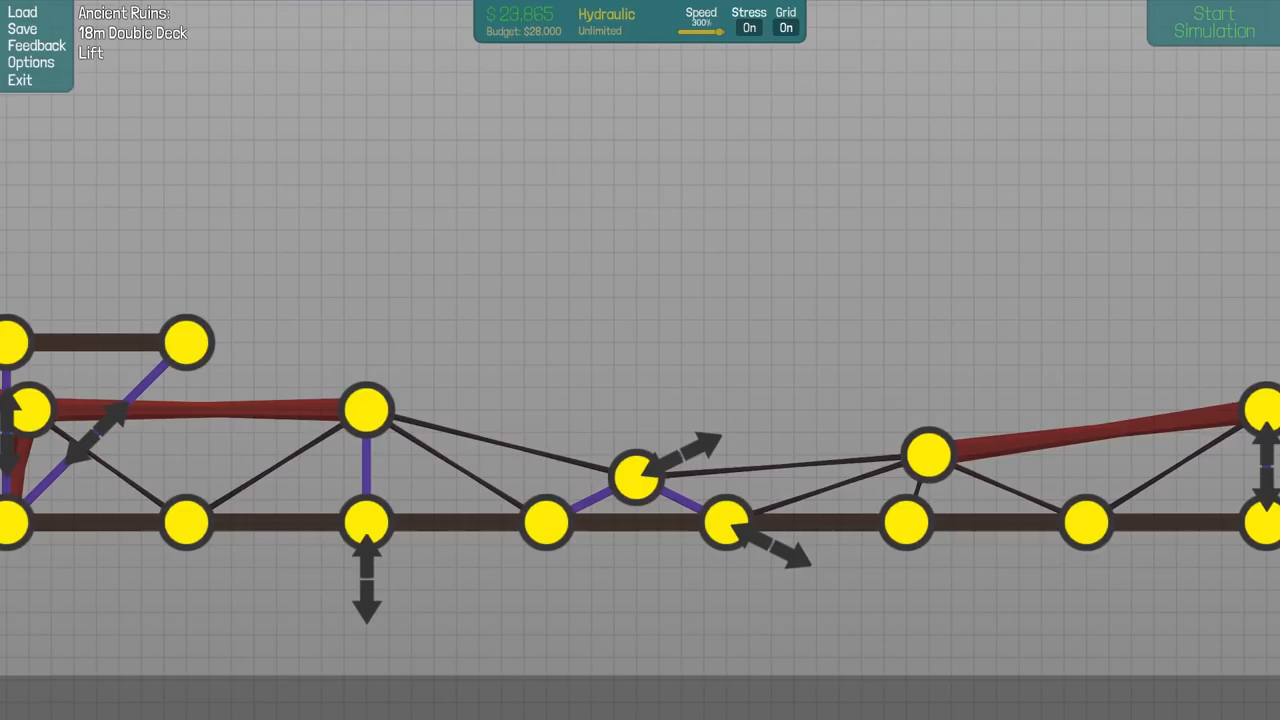 Load
Save
Feedback
Options
Exit
Ancient Ruins:
18m Double Deck
Lift
$ 23,865
Budget: $28,000
Hydraulic
Unlimited
Speed
300%
Stress
On
Grid
On
Start
Simulation